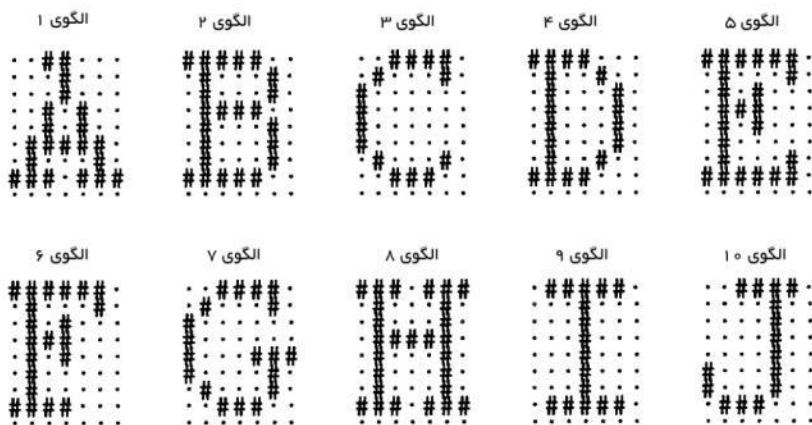 الگوی ۱
الگوی ۲
الگوی ۳
الگوی ۴
الگوی ۵
الگوی ۶
الگوی ۷
الگوی ۸
الگوی ۹
الگوی ۱۰